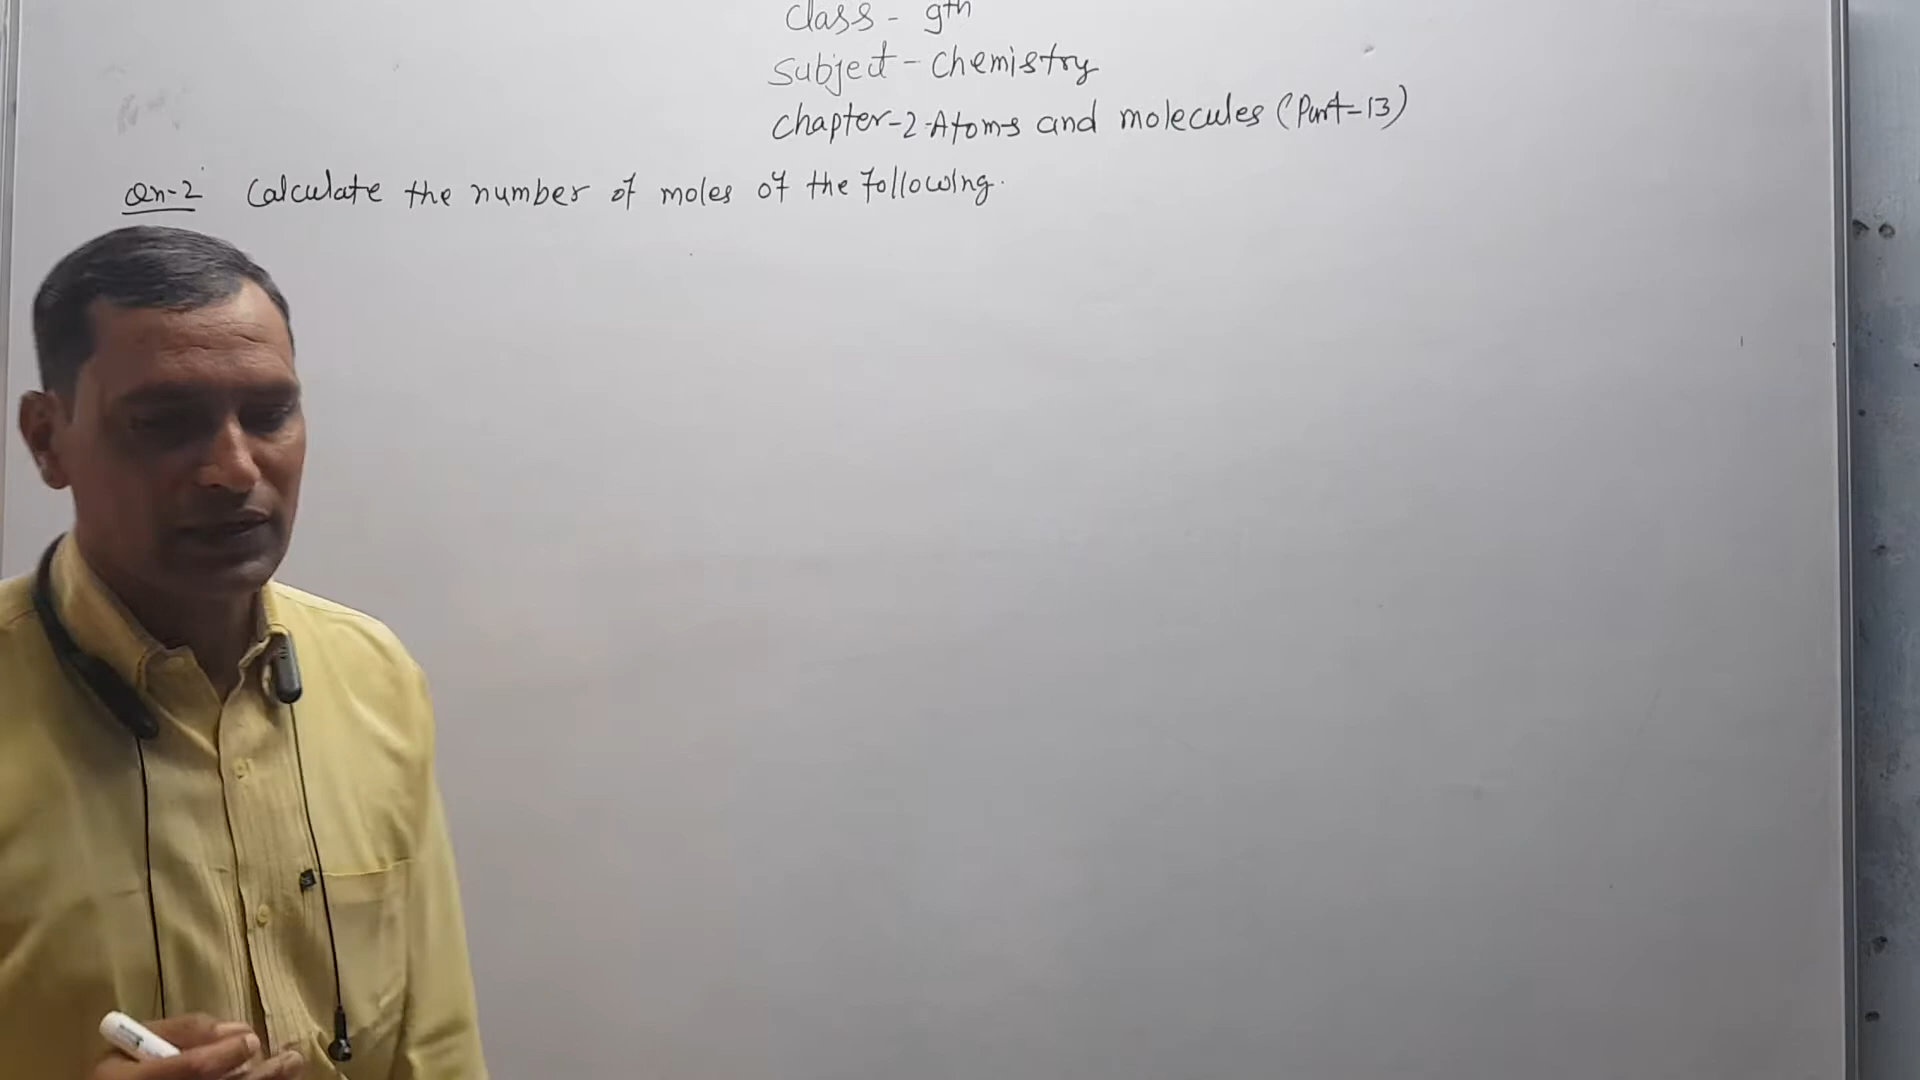 Class - 9th
Subject - Chemistry
Chapter-2-Atoms and molecules (Part-13)
Qn-2 Calculate the number of moles of the following.